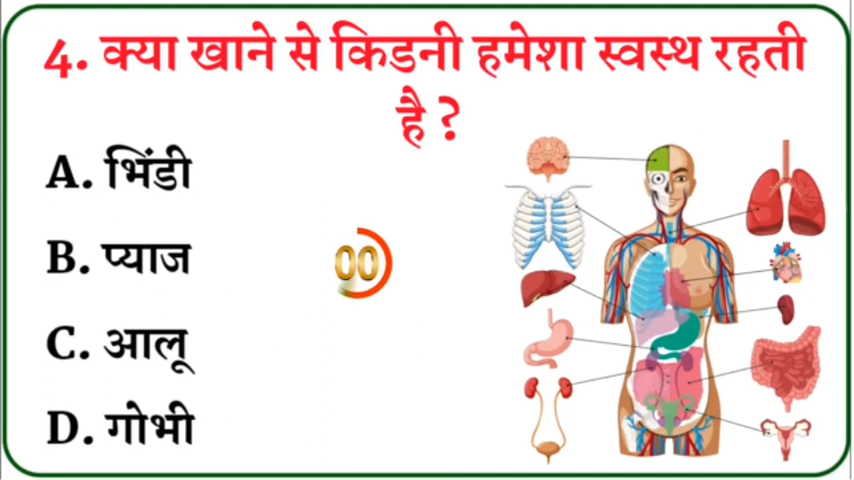 4. क्या खाने से किडनी हमेशा स्वस्थ रहती
है ?
A. भिंडी
B. प्याज
00
C. आलू
D. गोभी